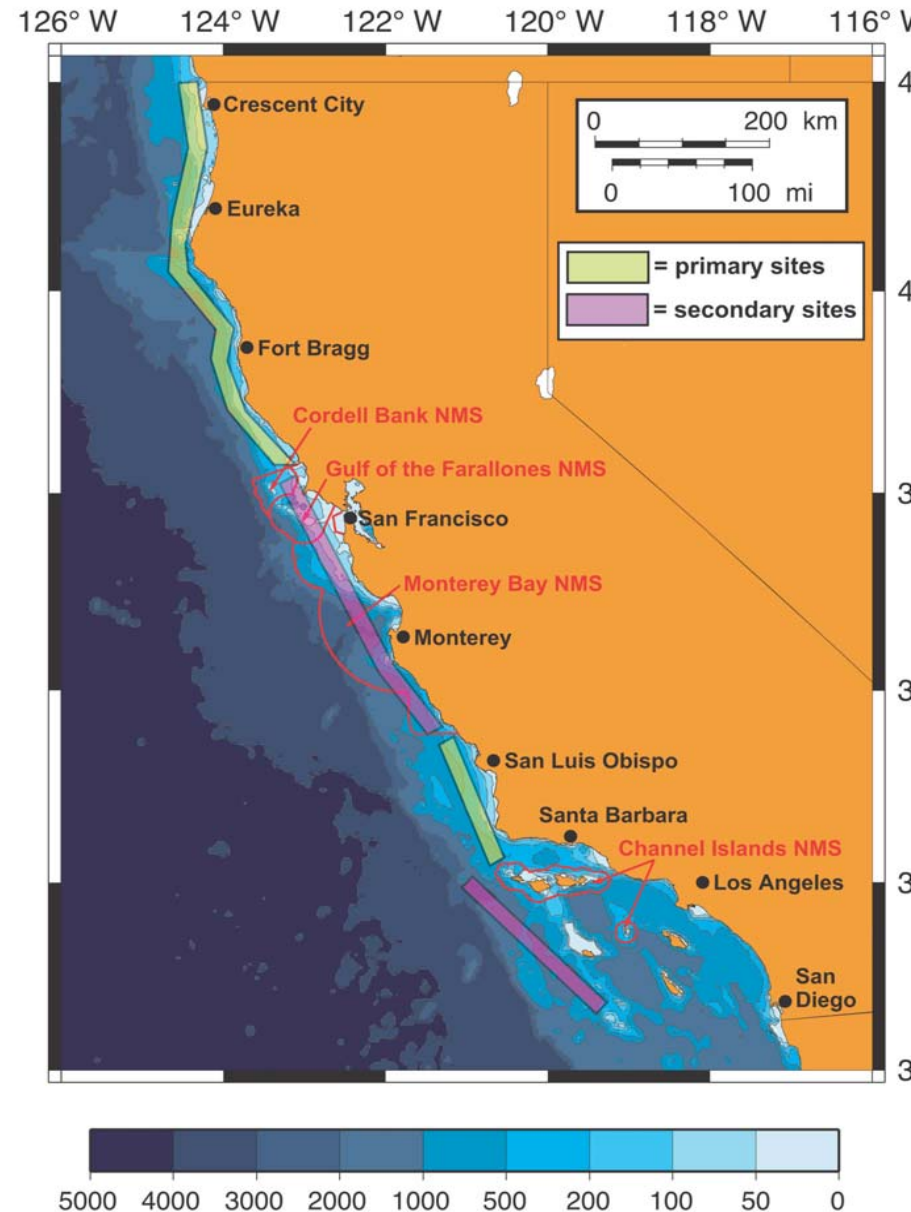 126° W 124° W 122° W 120° W 118° W 116° W
Crescent City
0 200 km
0 100 mi
Eureka
= primary sites
= secondary sites
Fort Bragg
Cordell Bank NMS
Gulf of the Farallones NMS
San Francisco
Monterey Bay NMS
Monterey
San Luis Obispo
Santa Barbara
Channel Islands NMS
Los Angeles
San
Diego
5000 4000 3000 2000 1000 500 200 100 50 0